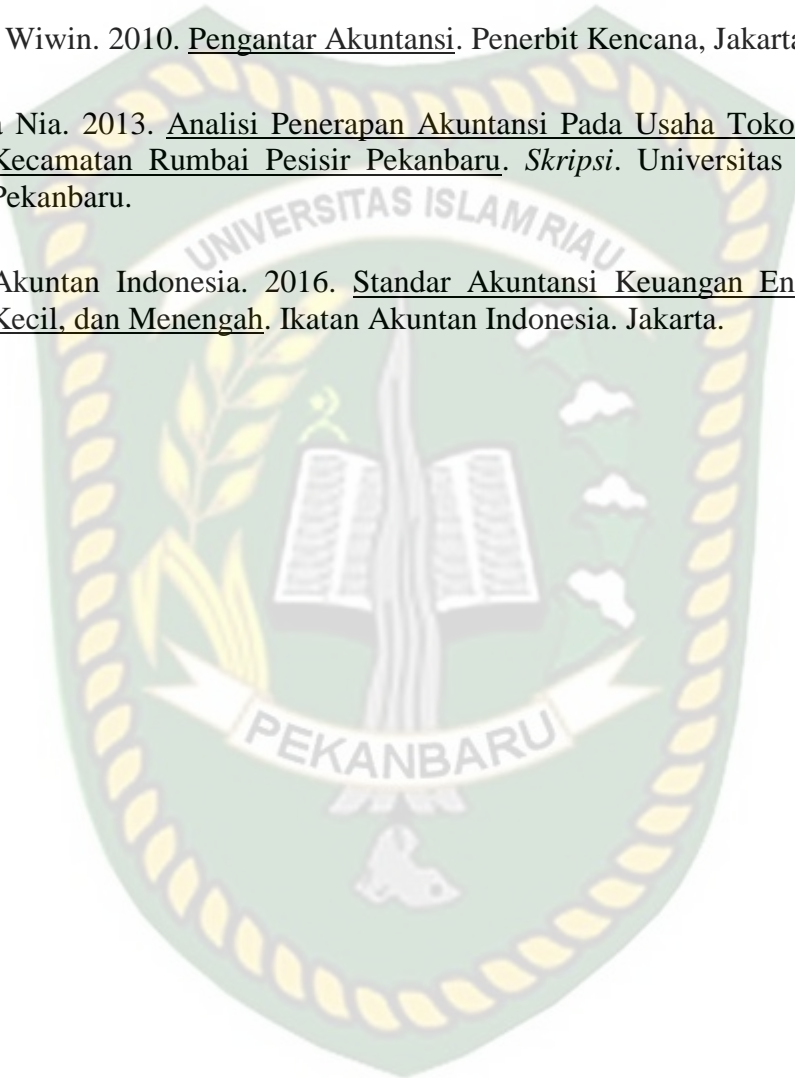 Wiwin. 2010. Pengantar Akuntansi. Penerbit Kencana, Jakarta
Nia. 2013. Analisi Penerapan Akuntansi Pada Usaha Toko
Kecamatan Rumbai Pesisir Pekanbaru. Skripsi. Universitas
Pekanbaru.
UNIVERSITAS ISLAM RIAU
Akuntan Indonesia. 2016. Standar Akuntansi Keuangan En
Kecil, dan Menengah. Ikatan Akuntan Indonesia. Jakarta.
PEKANBARU